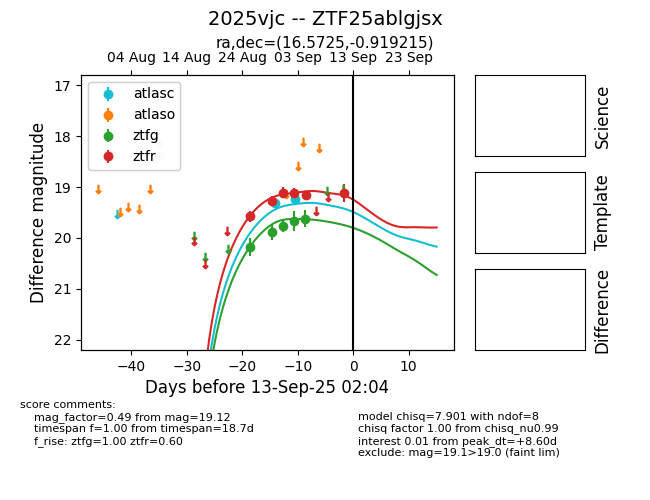 2025vjc -- ZTF25ablgjsx
ra,dec=(16.5725,-0.919215)
04 Aug 14 Aug 24 Aug 03 Sep 13 Sep 23 Sep
17
18
19
20
21
22
Difference magnitude
atlasc
atlaso
ztfg
ztfr
−40 −30 −20 −10 0 10
Days before 13-Sep-25 02:04
Science
Template
Difference
score comments:
mag_factor=0.49 from mag=19.12
timespan f=1.00 from timespan=18.7d
f_rise: ztfg=1.00 ztfr=0.60
model chisq=7.901 with ndof=8
chisq factor 1.00 from chisq_nu0.99
interest 0.01 from peak_dt=+8.60d
exclude: mag=19.1>19.0 (faint lim)